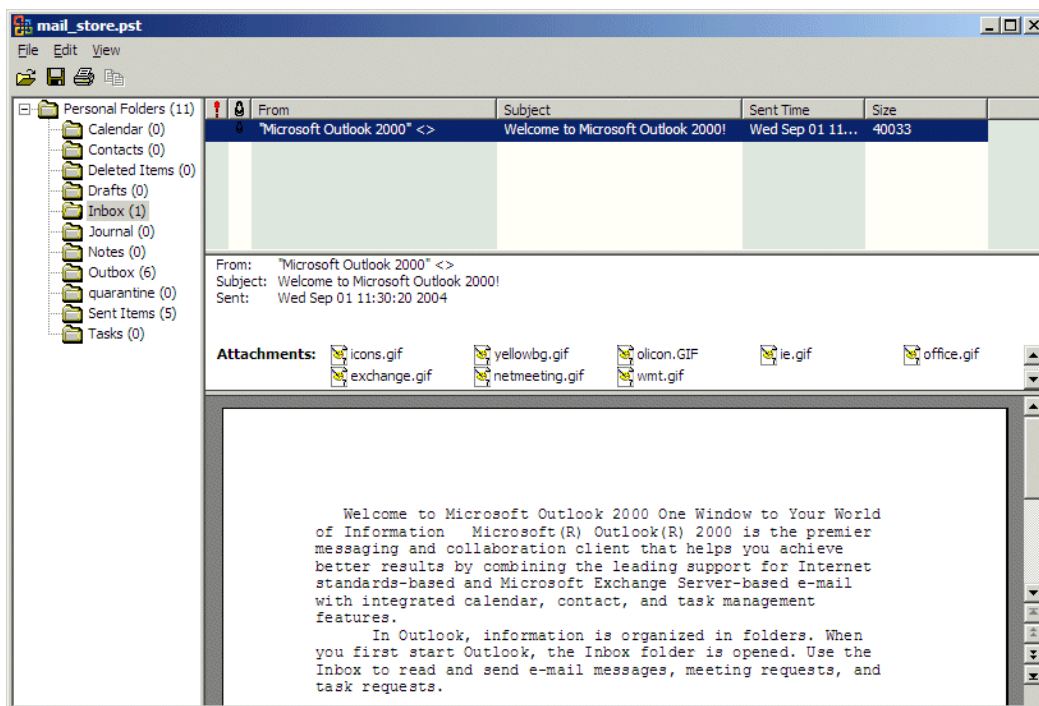 mail_store.pst
File Edit View
Personal Folders (11)
Calendar (0)
Contacts (0)
Deleted Items (0)
Drafts (0)
Inbox (1)
Journal (0)
Notes (0)
Outbox (6)
quarantine (0)
Sent Items (5)
Tasks (0)
From Subject Sent Time Size
"Microsoft Outlook 2000" <> Welcome to Microsoft Outlook 2000! Wed Sep 01 11... 40033
From: "Microsoft Outlook 2000" <>
Subject: Welcome to Microsoft Outlook 2000!
Sent: Wed Sep 01 11:30:20 2004
Attachments: icons.gif yellowbg.gif olicon.GIF ie.gif office.gif
exchange.gif netmeeting.gif wmt.gif
Welcome to Microsoft Outlook 2000 One Window to Your World
of Information Microsoft(R) Outlook(R) 2000 is the premier
messaging and collaboration client that helps you achieve
better results by combining the leading support for Internet
standards-based and Microsoft Exchange Server-based e-mail
with integrated calendar, contact, and task management
features.
In Outlook, information is organized in folders. When
you first start Outlook, the Inbox folder is opened. Use the
Inbox to read and send e-mail messages, meeting requests, and
task requests.